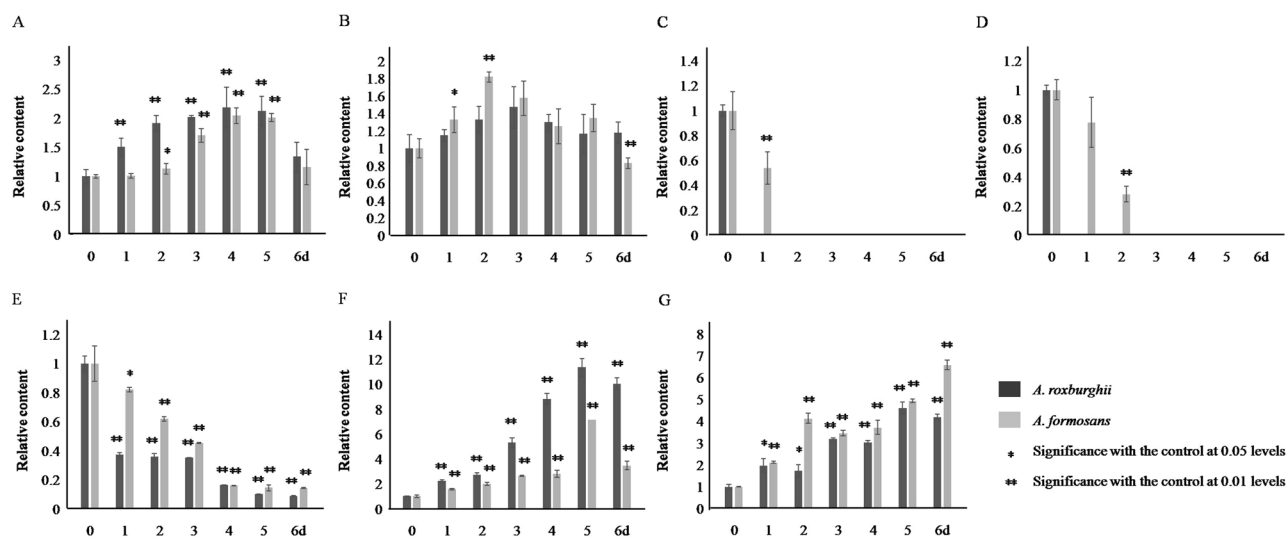 A
Relative content
3
2.5
2
1.5
1
0.5
0
** ** ** ** ** ** ** * **
0 1 2 3 4 5 6d
B
Relative content
2
1.8
1.6
1.4
1.2
1
0.8
0.6
0.4
0.2
0
* ** **
0 1 2 3 4 5 6d
C
Relative content
1.4
1.2
1
0.8
0.6
0.4
0.2
0
**
0 1 2 3 4 5 6d
D
Relative content
1.2
1
0.8
0.6
0.4
0.2
0
**
0 1 2 3 4 5 6d
E
Relative content
1.2
1
0.8
0.6
0.4
0.2
0
** * ** ** ** ** ** ** ** ** ** **
0 1 2 3 4 5 6d
F
Relative content
14
12
10
8
6
4
2
0
** ** ** ** ** ** ** ** ** ** ** **
0 1 2 3 4 5 6d
G
Relative content
8
7
6
5
4
3
2
1
0
* ** * ** ** ** ** ** ** ** ** **
0 1 2 3 4 5 6d
A. roxburghii
A. formosans
* Significance with the control at 0.05 levels
** Significance with the control at 0.01 levels